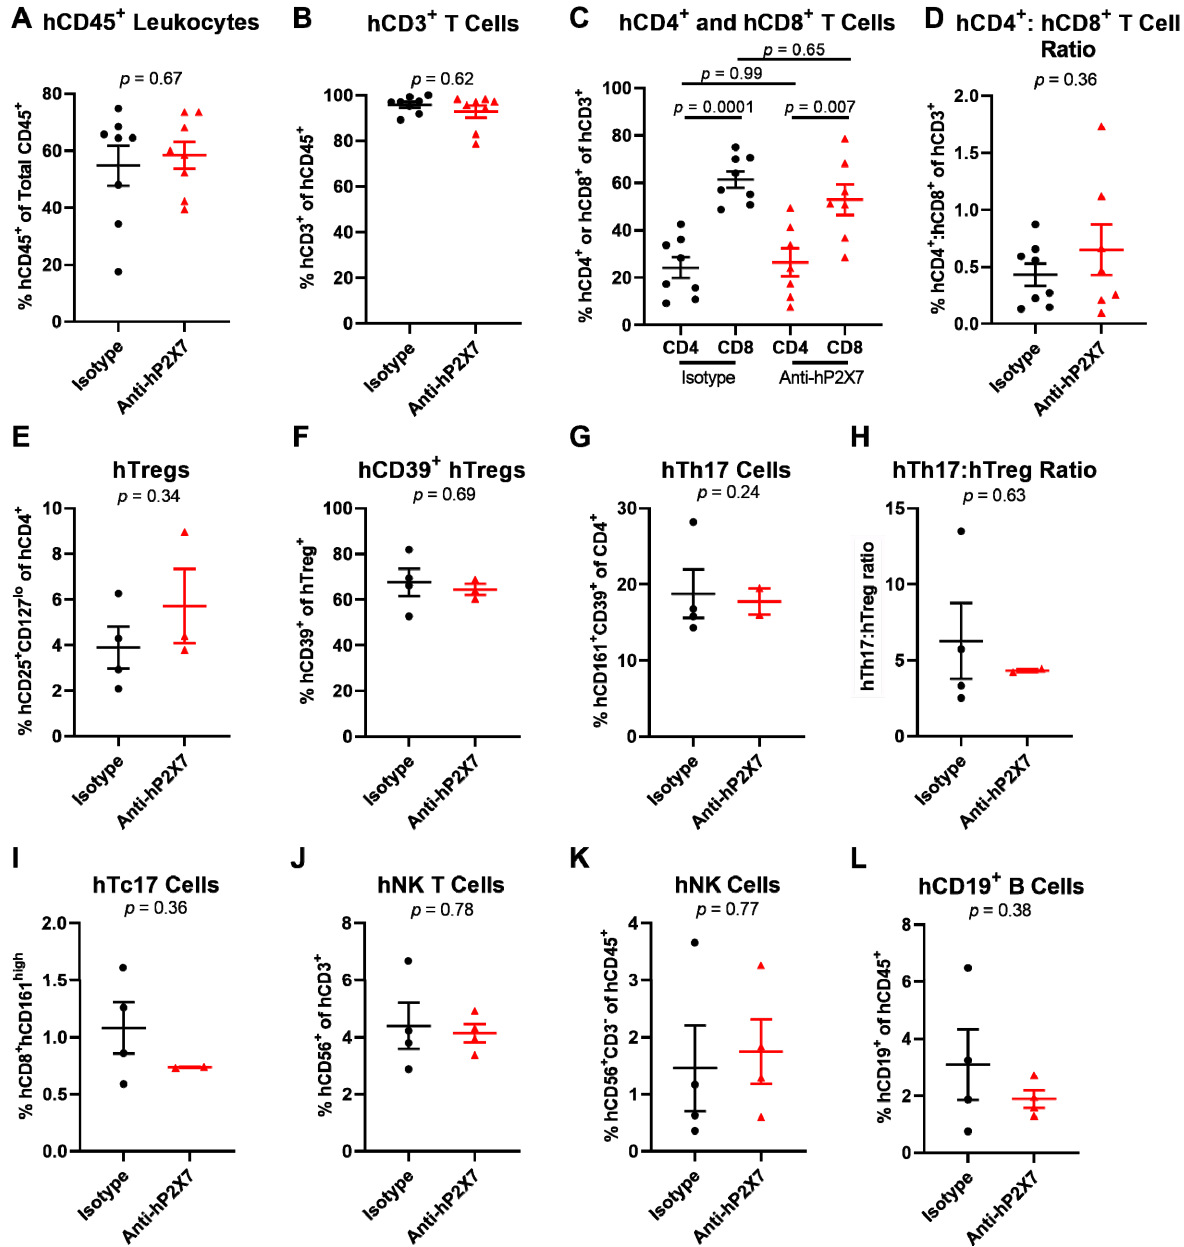 A hCD45⁺ Leukocytes
p = 0.67
% hCD45⁺ of Total CD45⁺
80
60
40
20
0
Isotype
Anti-hP2X7
B hCD3⁺ T Cells
p = 0.62
% hCD3⁺ of hCD45⁺
100
80
60
40
20
0
Isotype
Anti-hP2X7
C hCD4⁺ and hCD8⁺ T Cells
p = 0.65
p = 0.99
p = 0.0001
p = 0.007
% hCD4⁺ or hCD8⁺ of hCD3⁺
100
80
60
40
20
0
CD4 CD8 CD4 CD8
Isotype Anti-hP2X7
D hCD4⁺: hCD8⁺ T Cell
Ratio
p = 0.36
% hCD4⁺:hCD8⁺ of hCD3⁺
2.0
1.5
1.0
0.5
0.0
Isotype
Anti-hP2X7
E
hTregs
p = 0.34
% hCD25⁺CD127ˡᵒ of hCD4⁺
10
8
6
4
2
0
Isotype
Anti-hP2X7
F
hCD39⁺ hTregs
p = 0.69
% hCD39⁺ of hTreg⁺
100
80
60
40
20
0
Isotype
Anti-hP2X7
G
hTh17 Cells
p = 0.24
% hCD161⁺CD39⁺ of CD4⁺
30
20
10
0
Isotype
Anti-hP2X7
H
hTh17:hTreg Ratio
p = 0.63
hTh17:hTreg ratio
15
10
5
0
Isotype
Anti-hP2X7
I
hTc17 Cells
p = 0.36
% hCD8⁺hCD161ʰⁱᵍʰ
2.0
1.5
1.0
0.5
0.0
Isotype
Anti-hP2X7
J
hNK T Cells
p = 0.78
% hCD56⁺ of hCD3⁺
8
6
4
2
0
Isotype
Anti-hP2X7
K
hNK Cells
p = 0.77
% hCD56⁺CD3⁻ of hCD45⁺
4
3
2
1
0
Isotype
Anti-hP2X7
L
hCD19⁺ B Cells
p = 0.38
% hCD19⁺ of hCD45⁺
8
6
4
2
0
Isotype
Anti-hP2X7